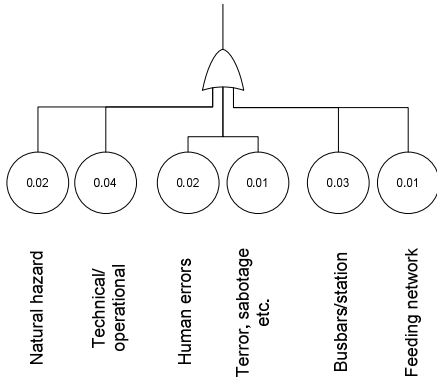 0.02
0.04
0.02
0.01
0.03
0.01
Natural hazard
Technical/
operational
Human errors
Terror, sabotage
etc.
Busbars/station
Feeding network